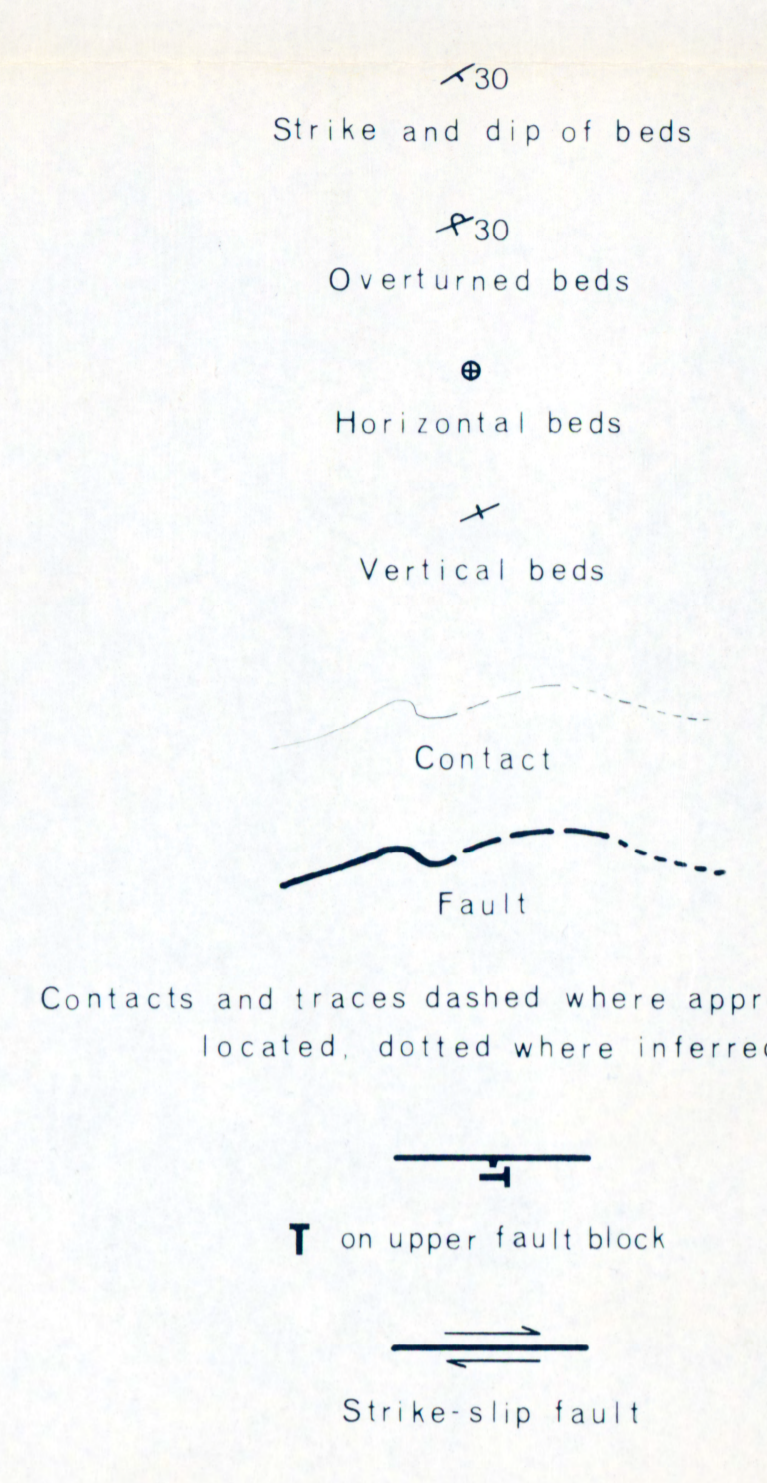 30
Strike and dip of beds
30
Overturned beds
Horizontal beds
Vertical beds
Contact
Fault
Contacts and traces dashed where appr
located, dotted where inferre
T
T on upper fault block
Strike-slip fault